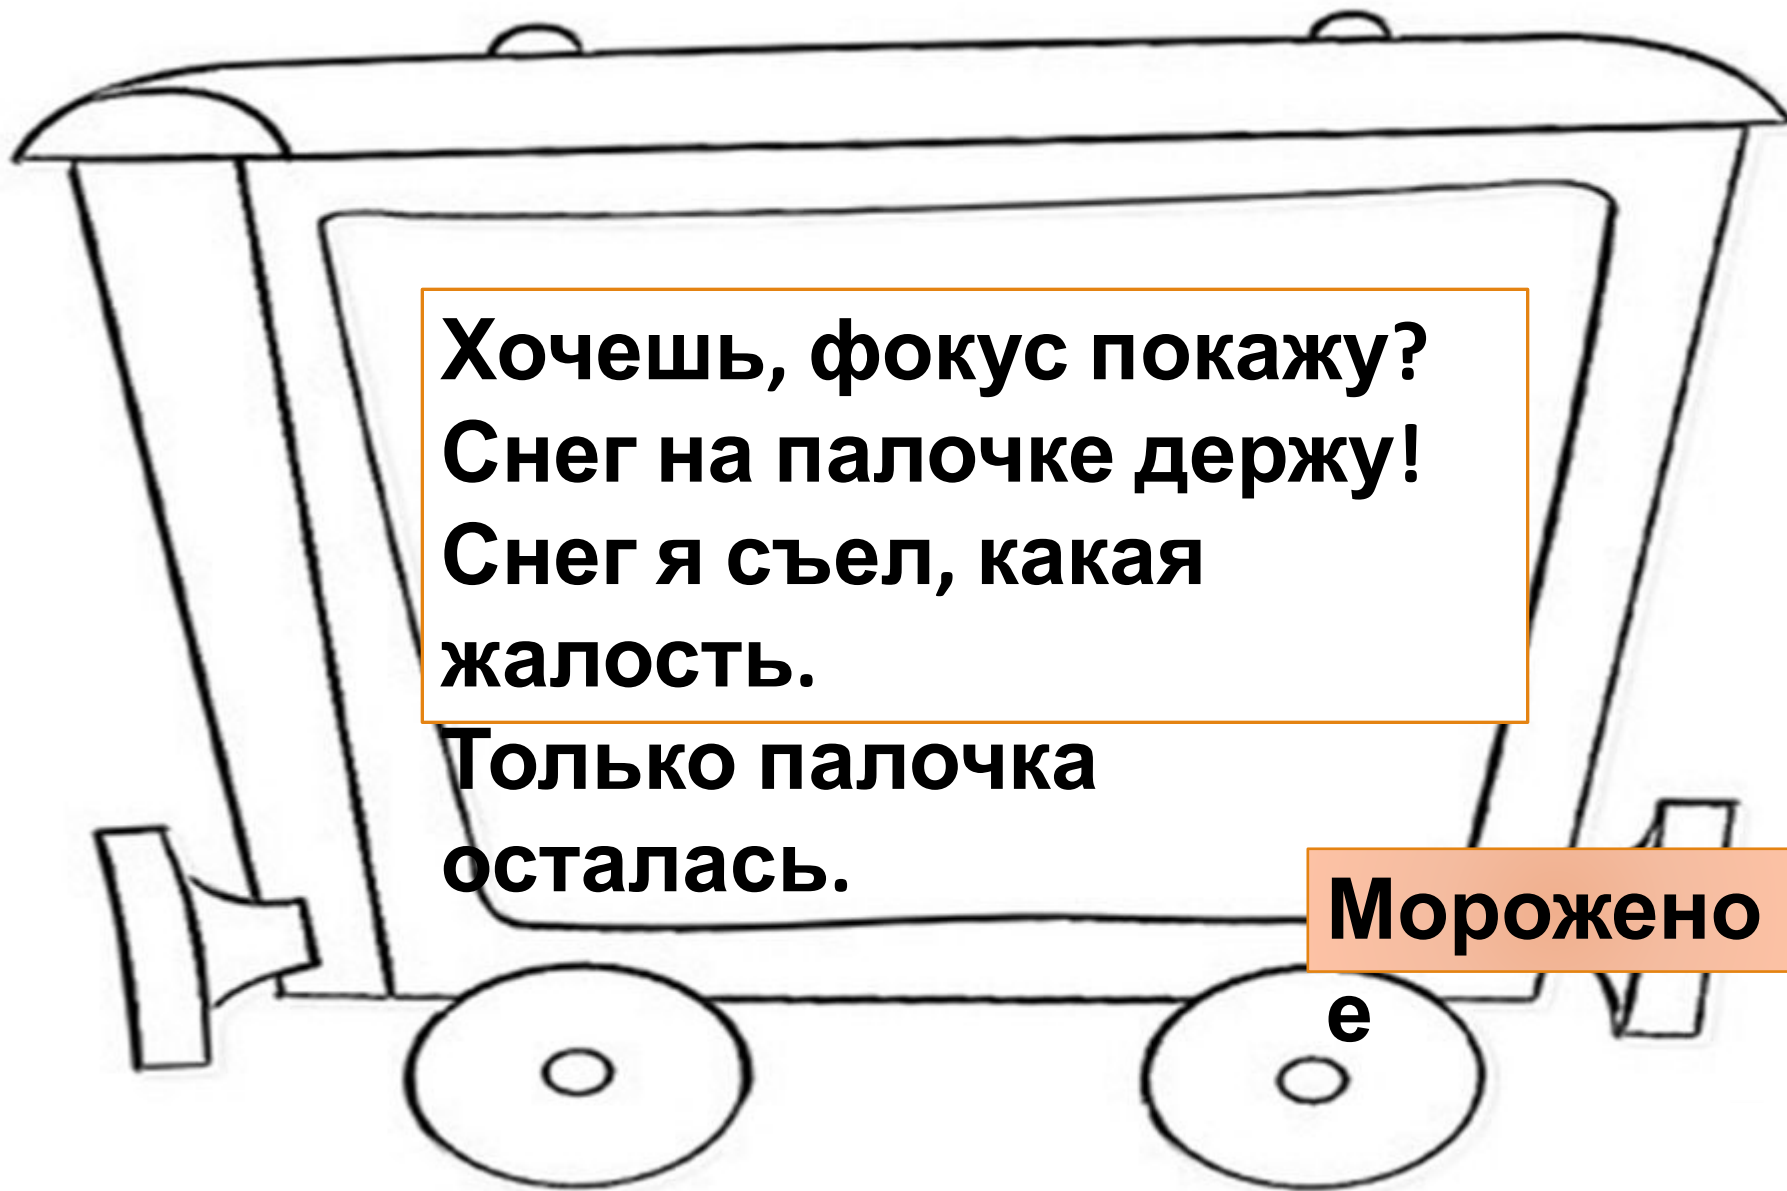 Хочешь, фокус покажу?
Снег на палочке держу!
Снег я съел, какая
жалость.
Только палочка
осталась.
Морожено
е